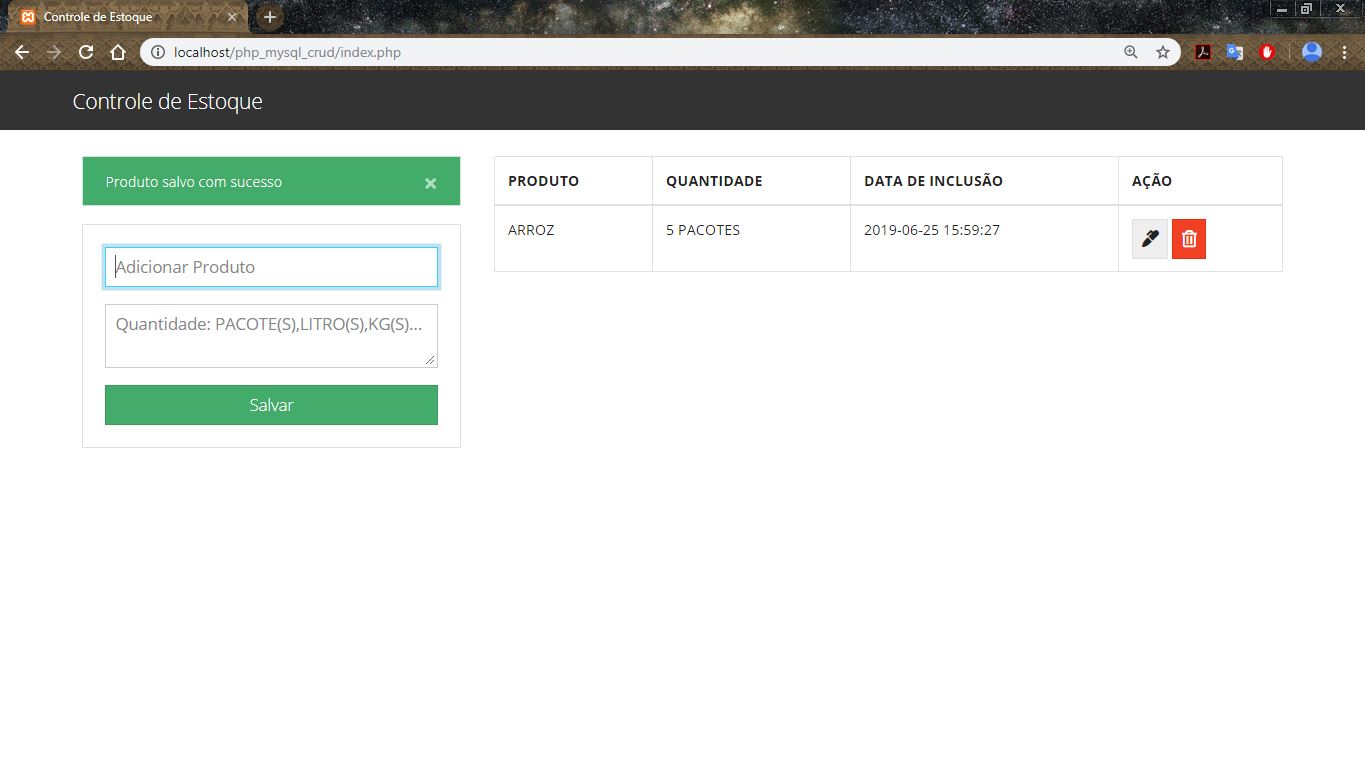 Controle de Estoque
localhost/php_mysql_crud/index.php
Controle de Estoque
Produto salvo com sucesso
Adicionar Produto
Quantidade: PACOTE(S),LITRO(S),KG(S)...
Salvar
PRODUTO QUANTIDADE DATA DE INCLUSÃO AÇÃO
ARROZ 5 PACOTES 2019-06-25 15:59:27